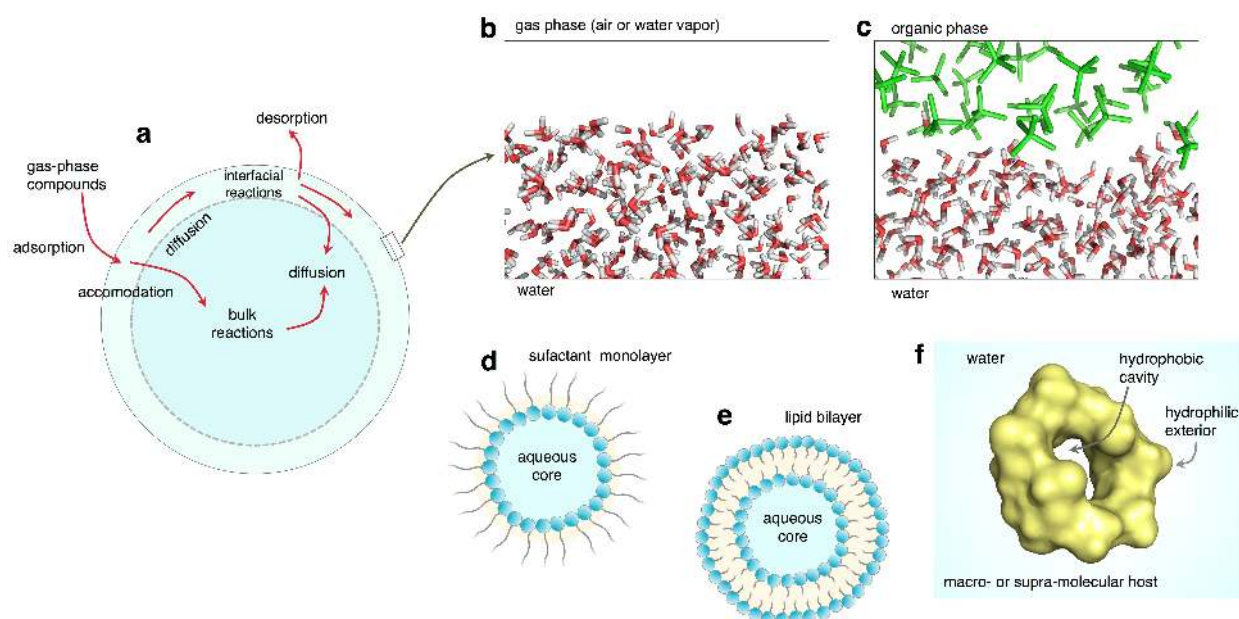 a
desorption
gas-phase
compounds
interfacial
reactions
diffusion
adsorption
accomodation
diffusion
bulk
reactions
b
gas phase (air or water vapor)
water
c
organic phase
water
d
sufactant monolayer
aqueous
core
e
lipid bilayer
aqueous
core
f
water
hydrophobic
cavity
hydrophilic
exterior
macro- or supra-molecular host